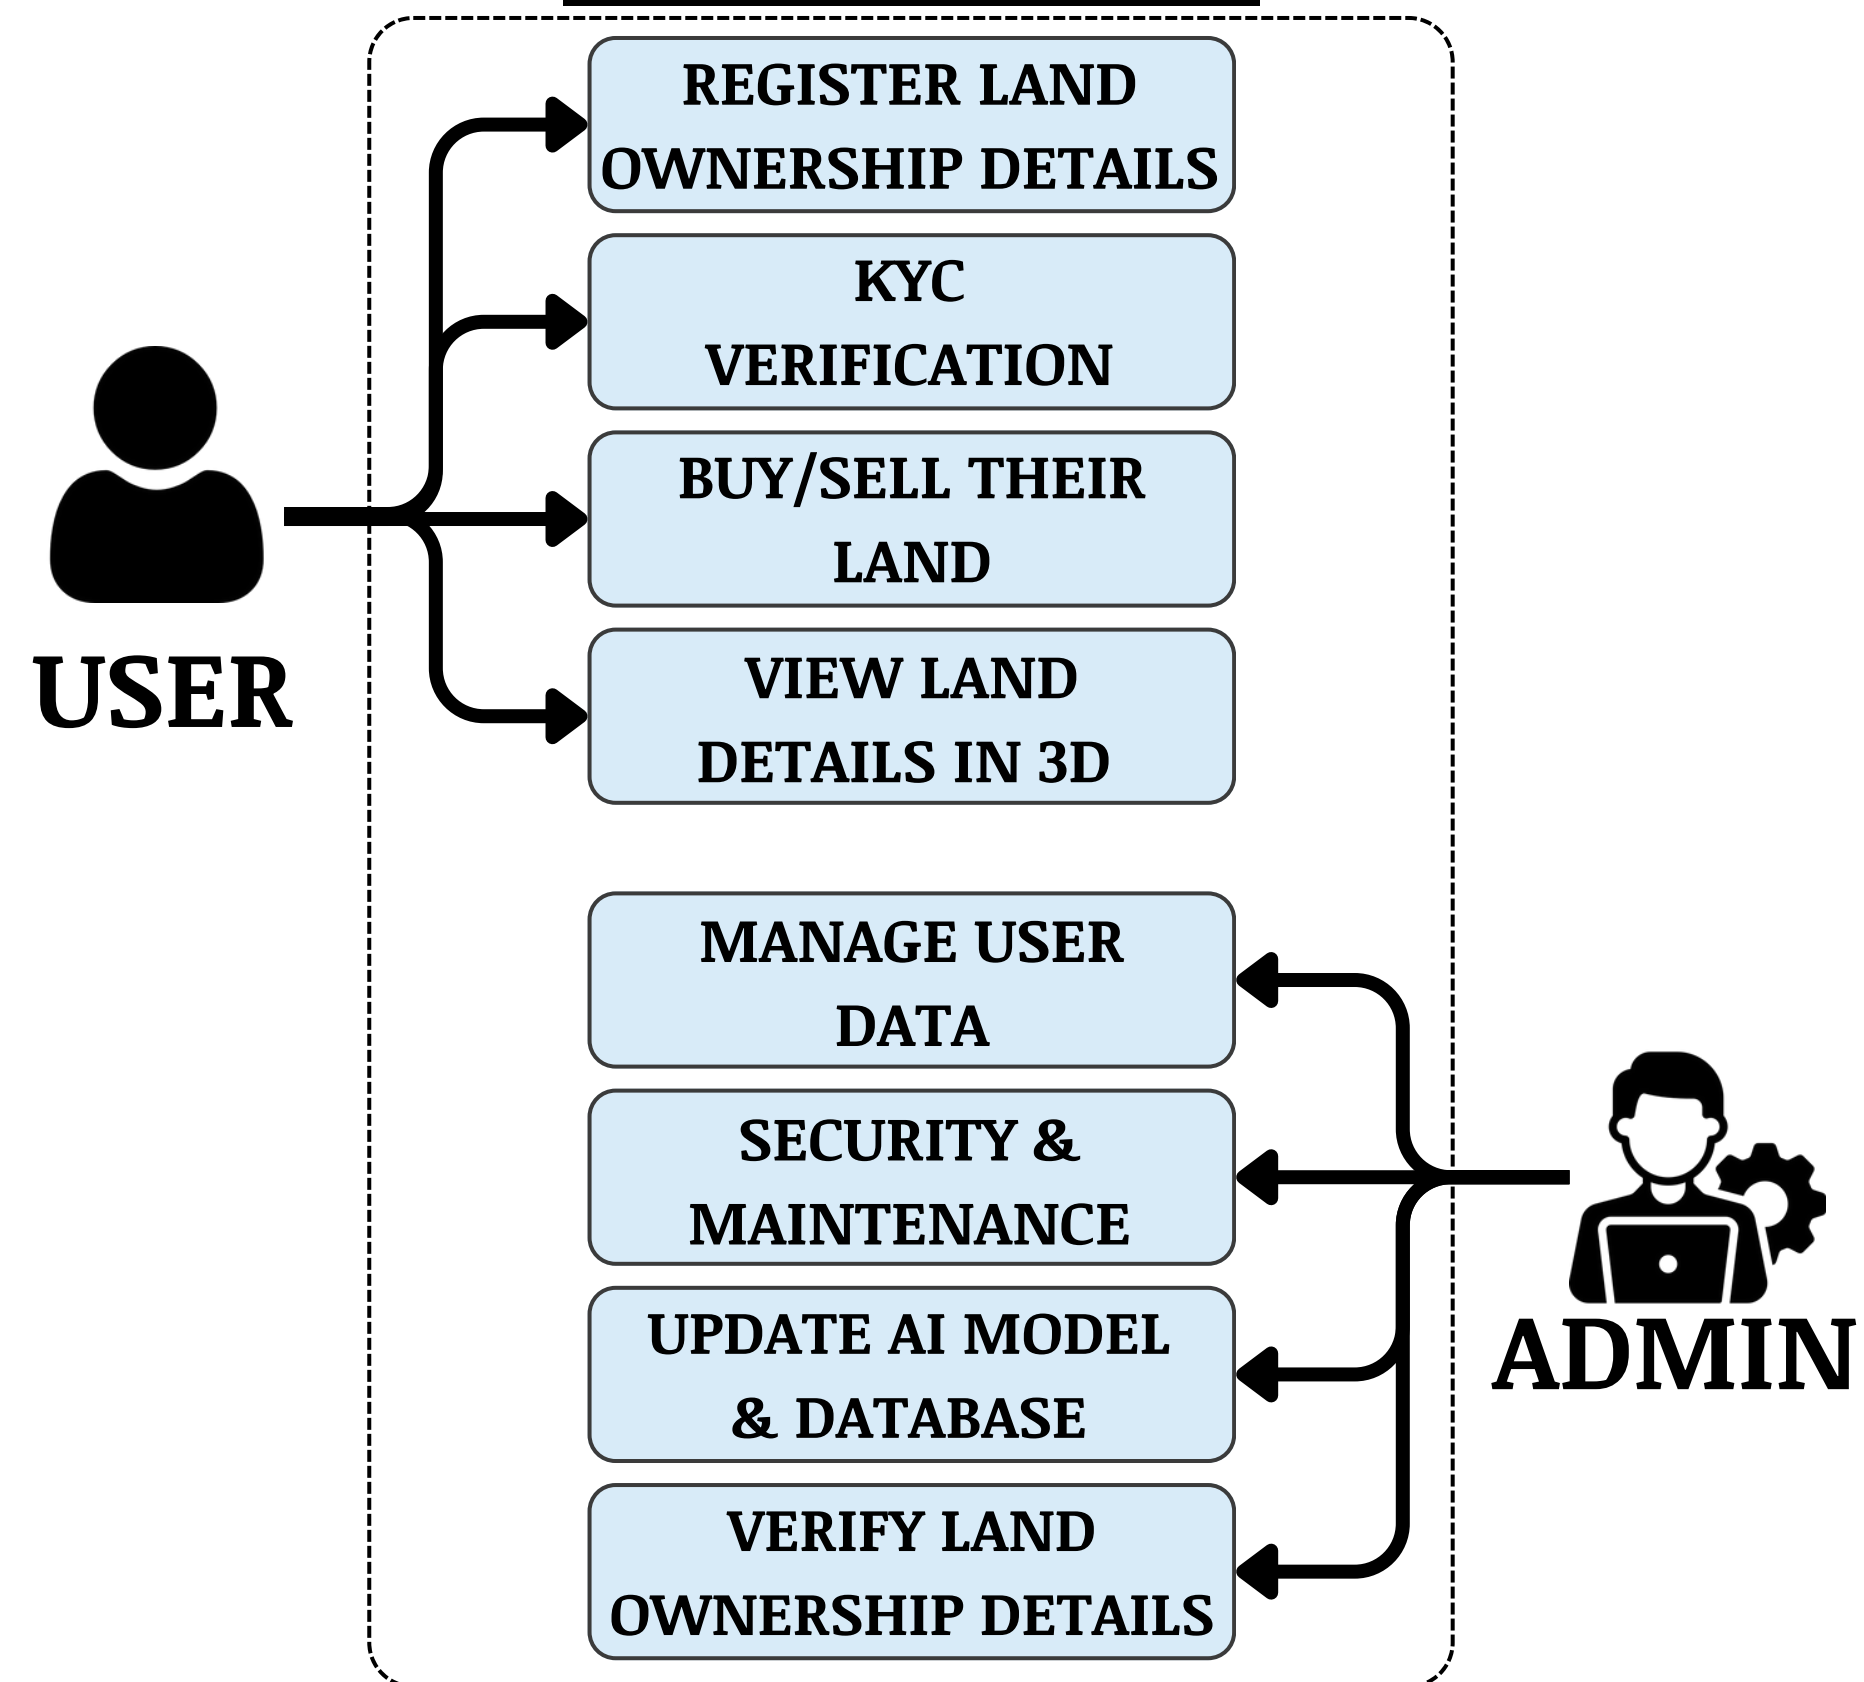 REGISTER LAND
OWNERSHIP DETAILS
KYC
VERIFICATION
BUY/SELL THEIR
LAND
VIEW LAND
DETAILS IN 3D
USER
MANAGE USER
DATA
SECURITY &
MAINTENANCE
UPDATE AI MODEL
& DATABASE
VERIFY LAND
OWNERSHIP DETAILS
ADMIN